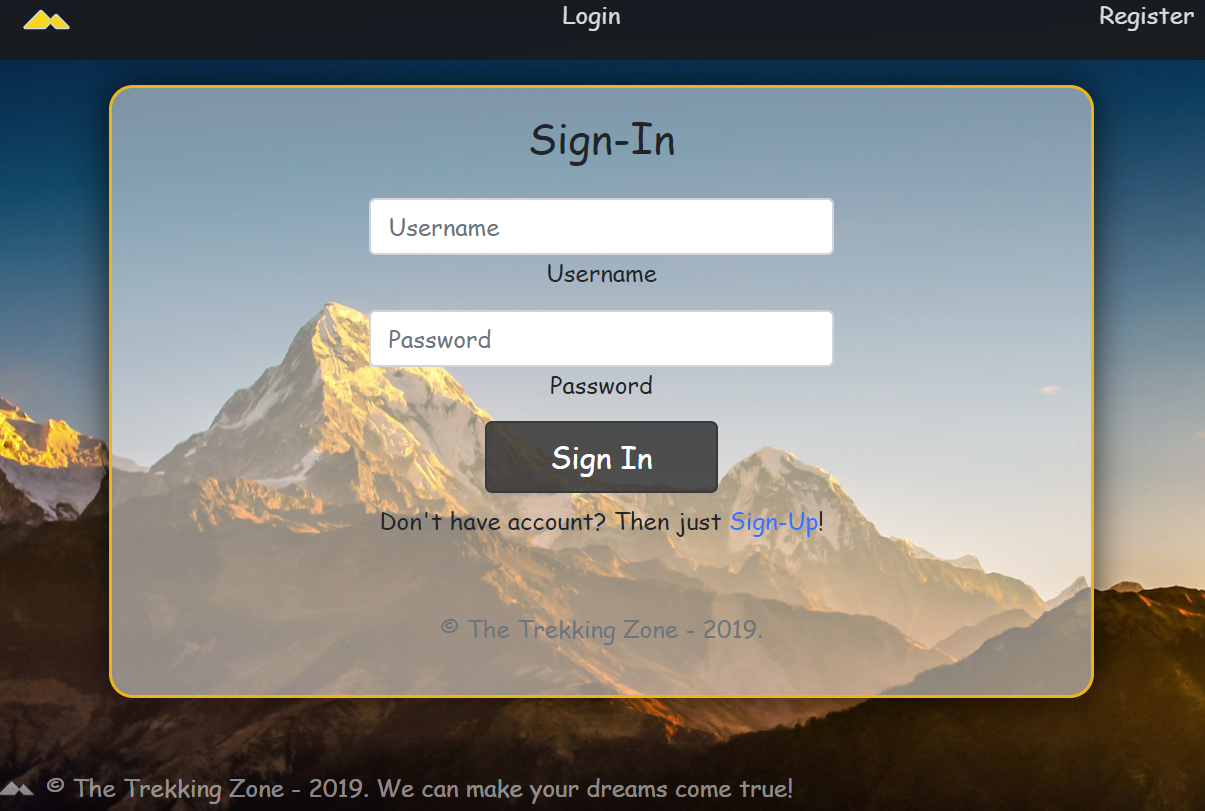 Login Register
Sign-In
Username
Username
Password
Password
Sign In
Don't have account? Then just Sign-Up!
© The Trekking Zone - 2019.
© The Trekking Zone - 2019. We can make your dreams come true!